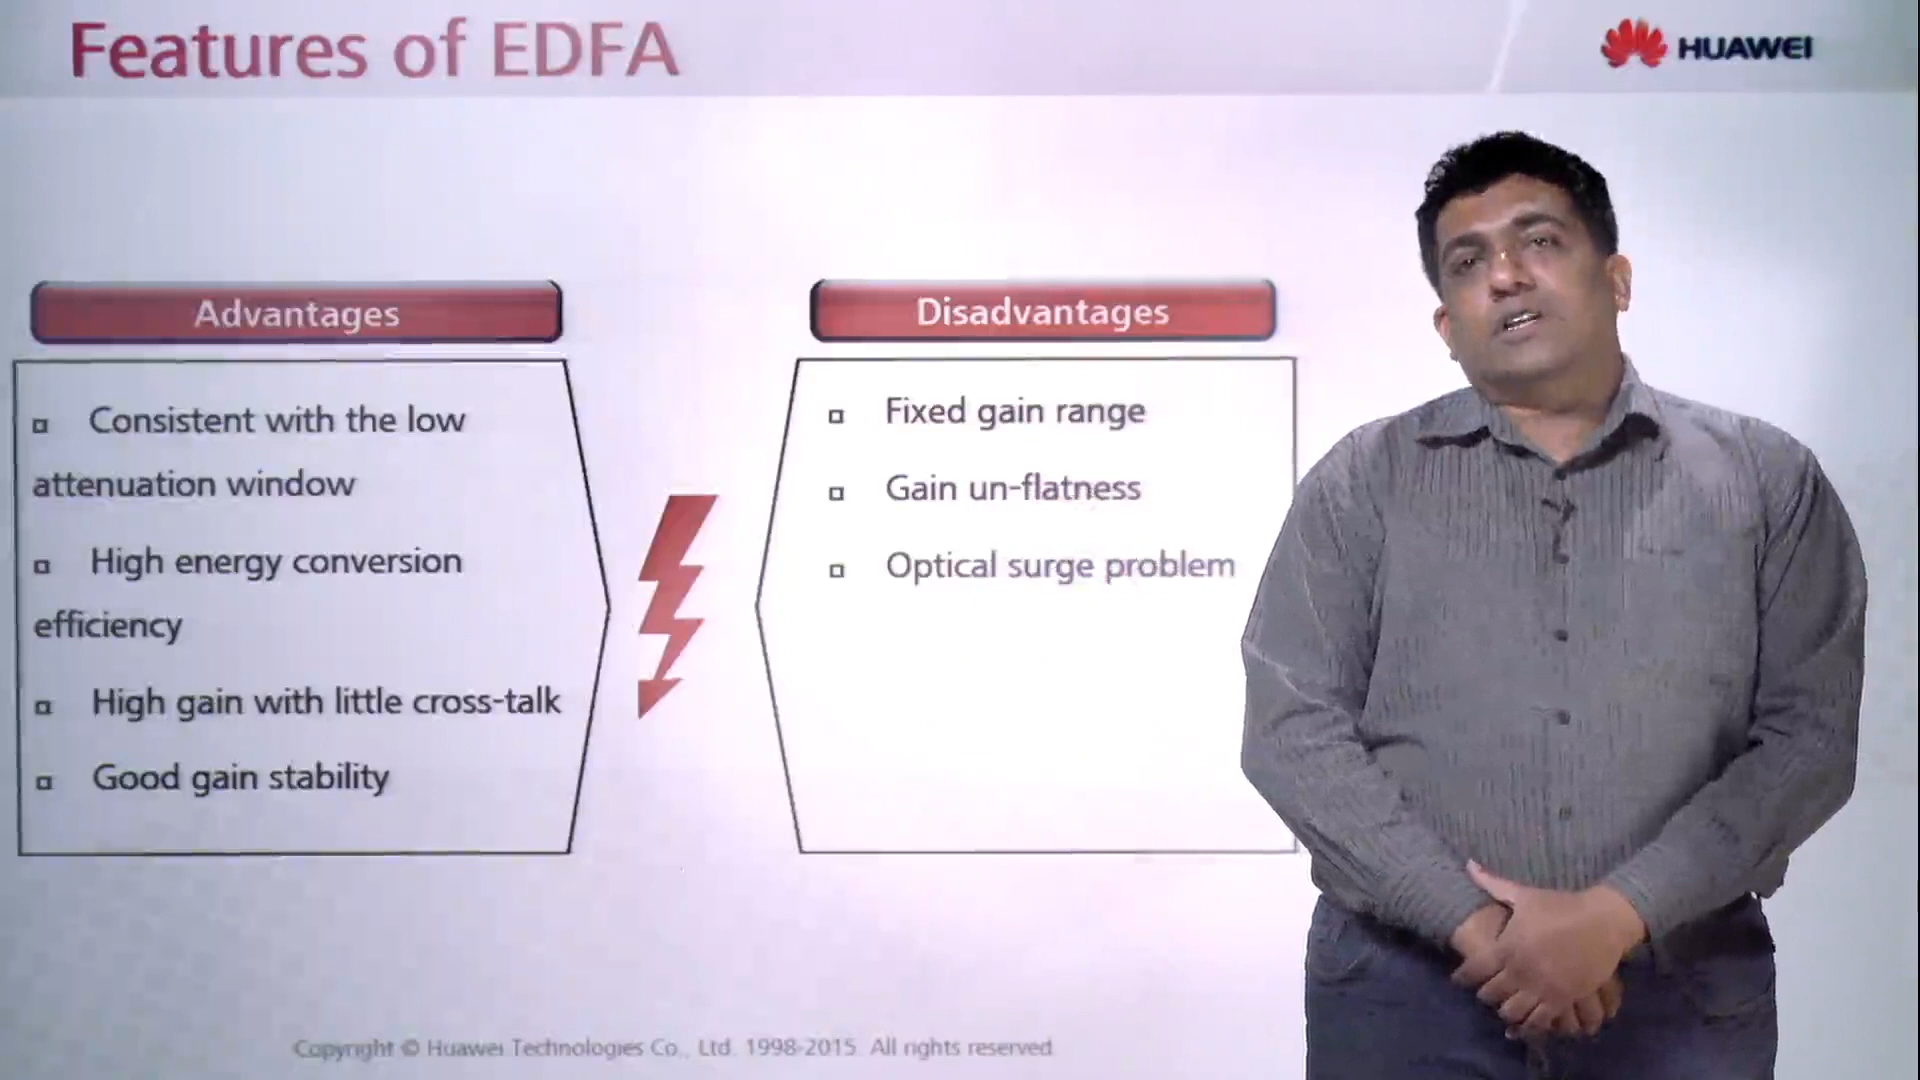 Features of EDFA
HUAWEI
Advantages
Consistent with the low
attenuation window
High energy conversion
efficiency
High gain with little cross-talk
Good gain stability
Disadvantages
Fixed gain range
Gain un-flatness
Optical surge problem
Copyright © Huawei Technologies Co., Ltd. 1998-2015. All rights reserved.